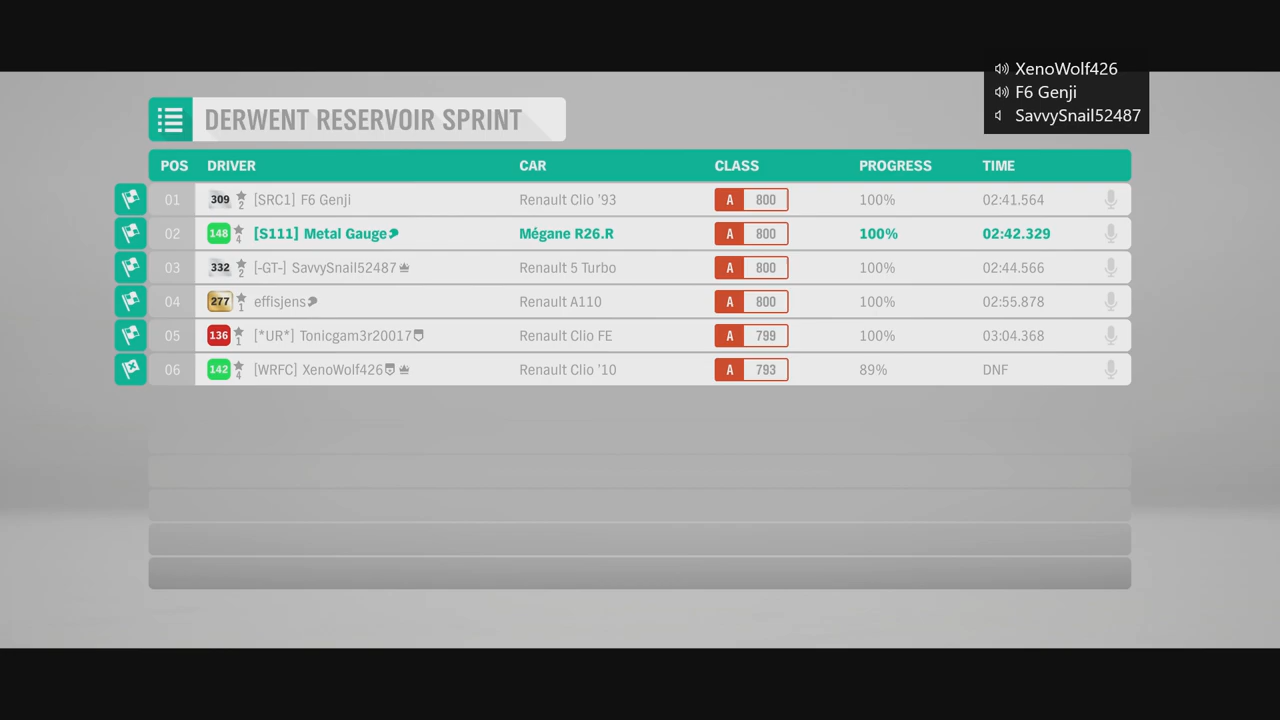 XenoWolf426
F6 Genji
SavvySnail52487
DERWENT RESERVOIR SPRINT
POS DRIVER CAR CLASS PROGRESS TIME
01 309 2 [SRC1] F6 Genji Renault Clio '93 A 800 100% 02:41.564
02 148 4 [S111] Metal Gauge Mégane R26.R A 800 100% 02:42.329
03 332 2 [-GT-] SavvySnail52487 Renault 5 Turbo A 800 100% 02:44.566
04 277 1 effisjens Renault A110 A 800 100% 02:55.878
05 136 1 [*UR*] Tonicgam3r20017 Renault Clio FE A 799 100% 03:04.368
06 142 4 [WRFC] XenoWolf426 Renault Clio '10 A 793 89% DNF